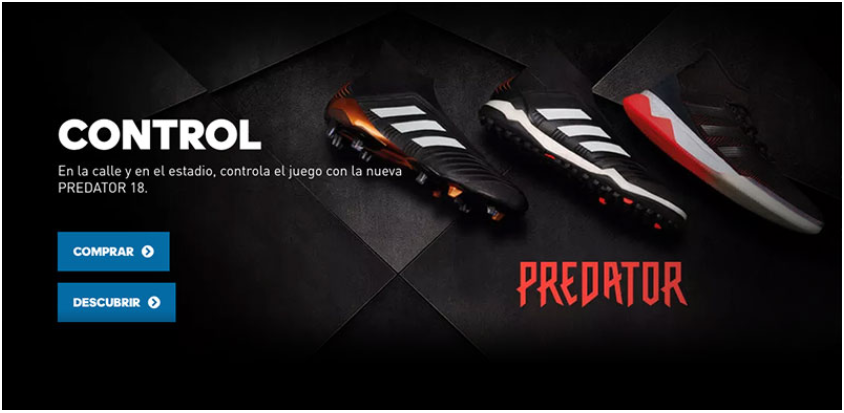 CONTROL
En la calle y en el estadio, controla el juego con la nueva
PREDATOR 18.
COMPRAR
DESCUBRIR
PREDATOR